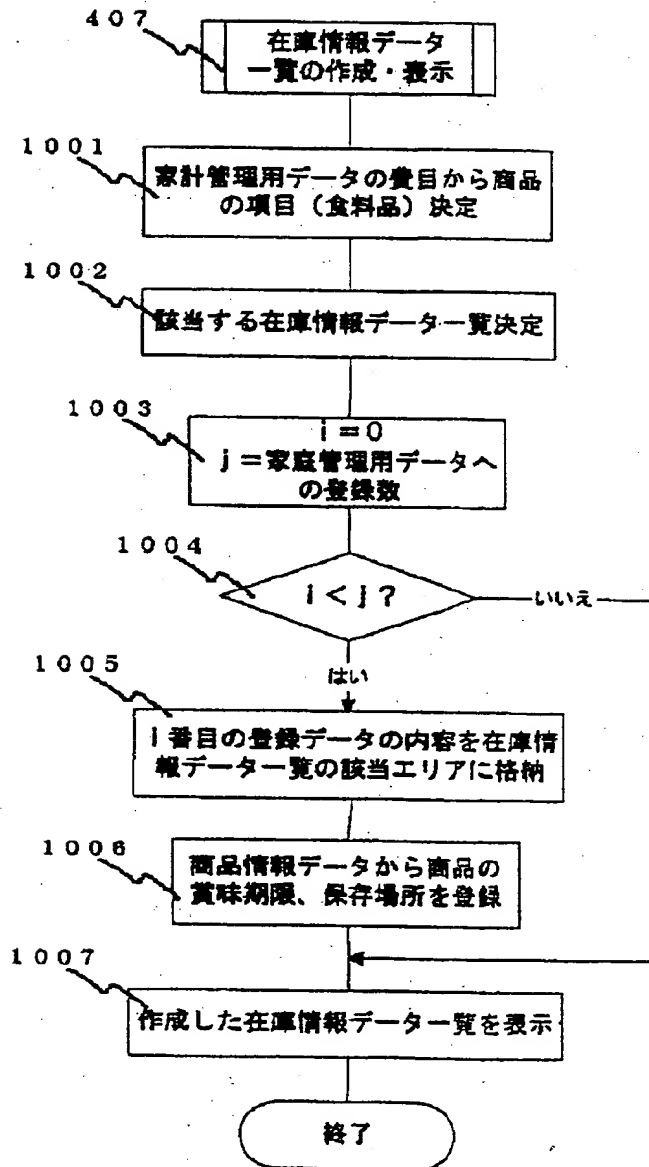 407
在庫情報データ
一覧の作成・表示
1001
家計管理用データの費目から商品
の項目（食料品）決定
1002
該当する在庫情報データ一覧決定
1003
i＝0
j＝家庭管理用データへ
の登録数
1004
i＜j？
いいえ
はい
1005
i番目の登録データの内容を在庫情
報データ一覧の該当エリアに格納
1006
商品情報データから商品の
賞味期限、保存場所を登録
1007
作成した在庫情報データ一覧を表示
終了